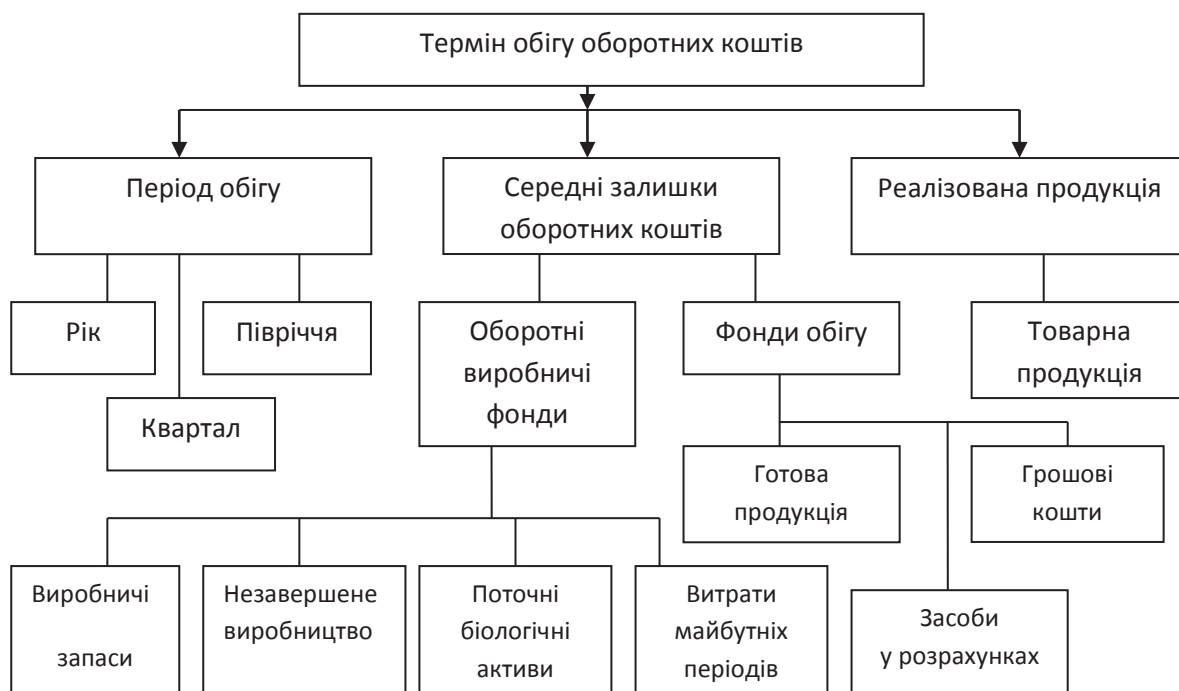 Термін обігу оборотних коштів
Період обігу
Середні залишки
оборотних коштів
Реалізована продукція
Рік
Півріччя
Квартал
Оборотні
виробничі
фонди
Фонди обігу
Товарна
продукція
Готова
продукція
Грошові
кошти
Виробничі
запаси
Незавершене
виробництво
Поточні
біологічні
активи
Витрати
майбутніх
періодів
Засоби
у розрахунках